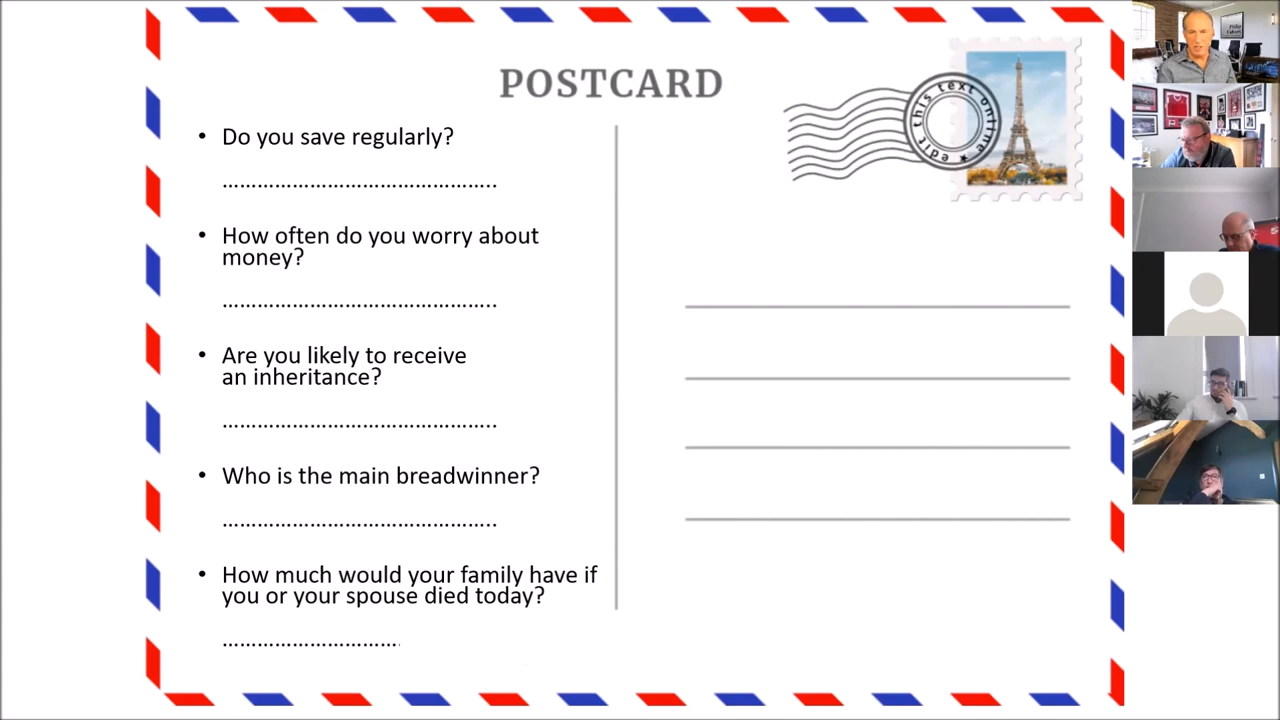 POSTCARD
edit this text online
• Do you save regularly?
…………………………………………..
• How often do you worry about
money?
…………………………………………..
• Are you likely to receive
an inheritance?
…………………………………………..
• Who is the main breadwinner?
…………………………………………..
• How much would your family have if
you or your spouse died today?
………………………….